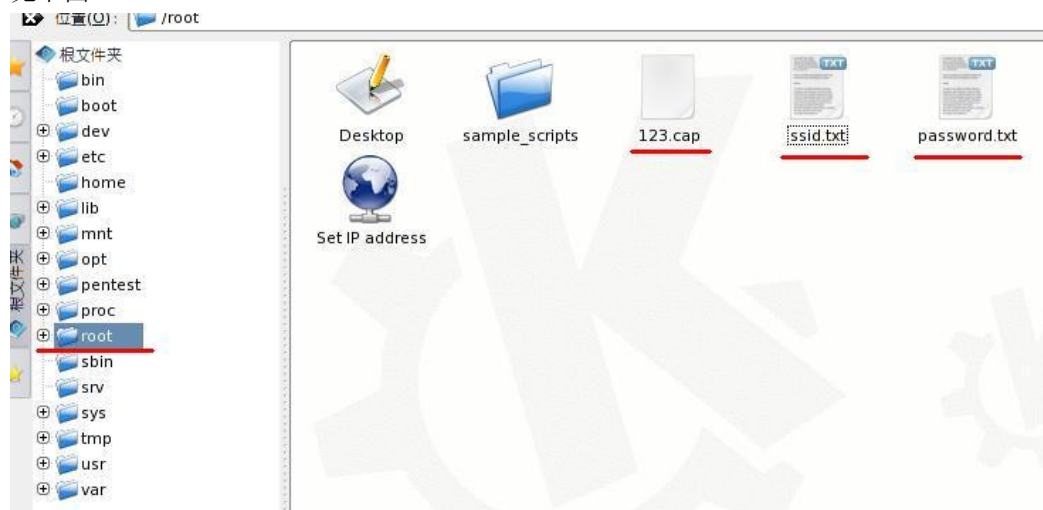 位置(O): /root
根文件夹
bin
boot
dev
etc
home
lib
mnt
opt
pentest
proc
root
sbin
srv
sys
tmp
usr
var
根文件夹
Desktop
sample_scripts
123.cap
TXT
ssid.txt
TXT
password.txt
Set IP address